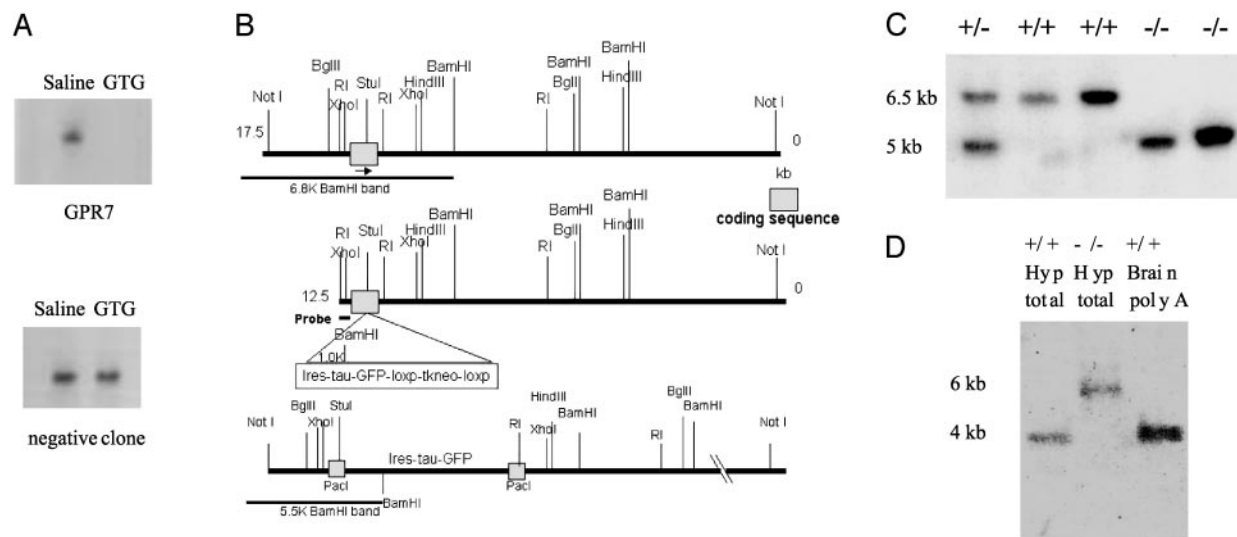 A
Saline GTG
GPR7
Saline GTG
negative clone
B
Not I
BglII
RI
XhoI
StuI
RI
XhoI
HindIII
BamHI
RI
BamHI
BgIII
HindIII
BamHI
Not I
17.5
0
6.8K BamHI band
kb
coding sequence
RI
XhoI
StuI
RI
XhoI
HindIII
BamHI
RI
BamHI
BgIII
HindIII
BamHI
Not I
12.5
0
Probe
BamHI
1.0K
Ires-tau-GFP-loxp-tkneo-loxp
Not I
BglII
XhoI
StuI
Ires-tau-GFP
RI
HindIII
XhoI
BamHI
RI
BglII
BamHI
Not I
PacI
BamHI
PacI
5.5K BamHI band
C
+/- +/+ +/+ -/- -/-
6.5 kb
5 kb
D
+/+ -/- +/+
Hyp Hyp Brain
total total poly A
6 kb
4 kb